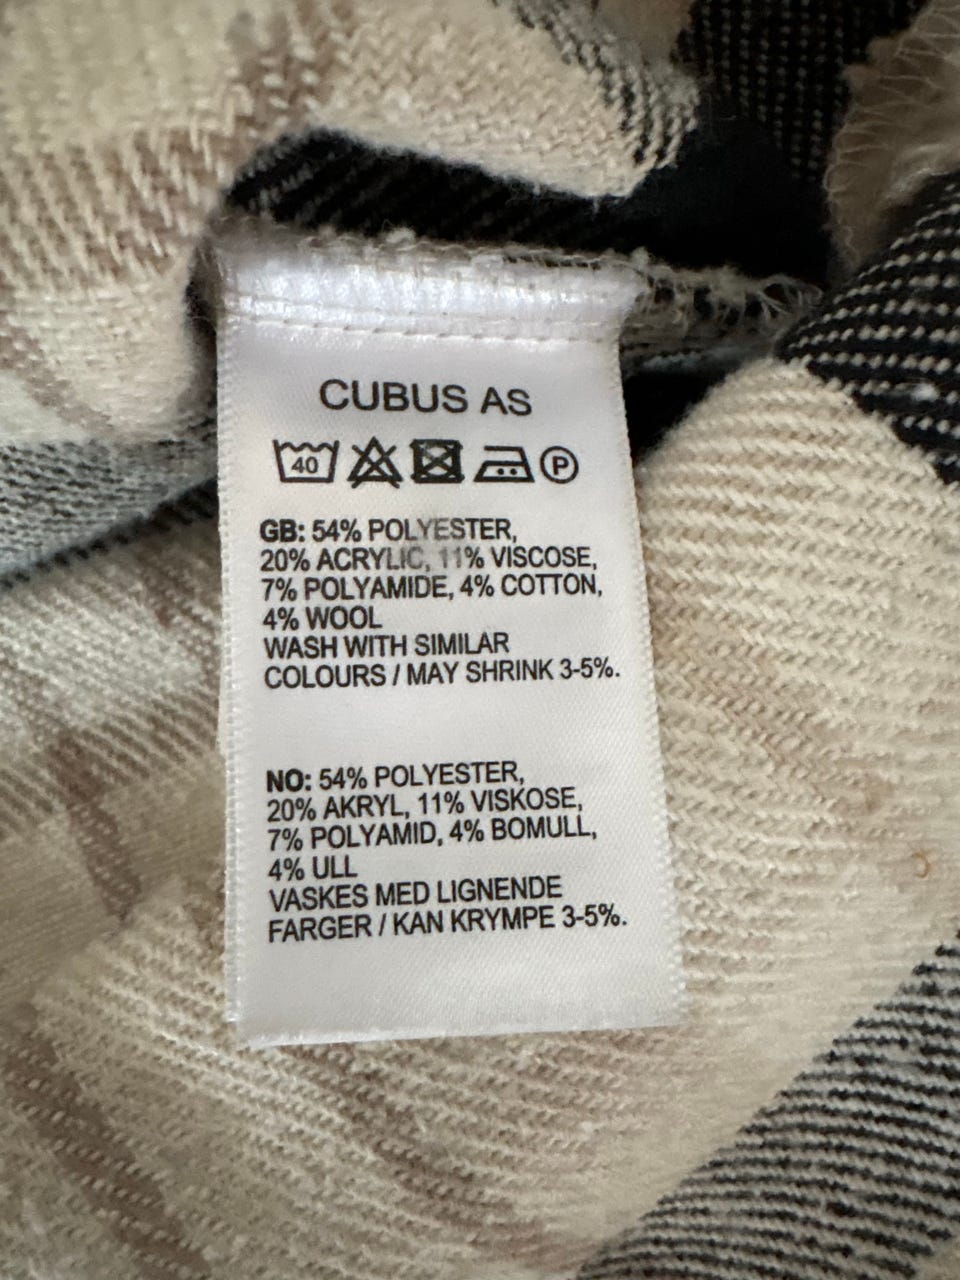 CUBUS AS
40 P
GB: 54% POLYESTER,
20% ACRYLIC, 11% VISCOSE,
7% POLYAMIDE, 4% COTTON,
4% WOOL
WASH WITH SIMILAR
COLOURS / MAY SHRINK 3-5%.
NO: 54% POLYESTER,
20% AKRYL, 11% VISKOSE,
7% POLYAMID, 4% BOMULL,
4% ULL
VASKES MED LIGNENDE
FARGER / KAN KRYMPE 3-5%.